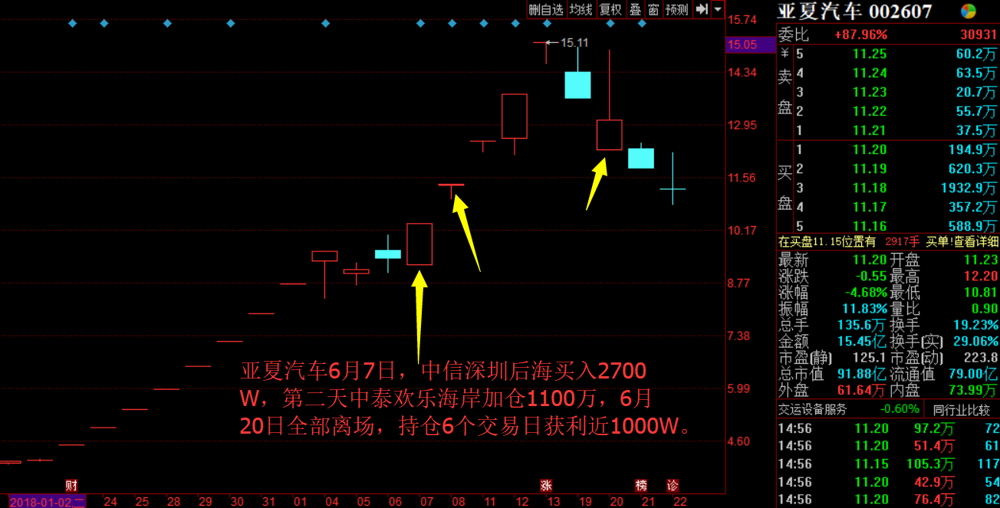 删自选 均线 复权 叠 窗 预测
亚夏汽车 002607
委比 +87.96% 30931
¥ 5 11.25 60.2万
卖 4 11.24 63.5万
3 11.23 20.7万
盘 2 11.22 55.7万
1 11.21 37.5万
1 11.20 194.9万
买 2 11.19 620.3万
3 11.18 1932.9万
盘 4 11.17 357.2万
5 11.16 588.9万
在买盘11.15位置有 2917手 买单!查看详细
最新 11.20 开盘 11.23
涨跌 -0.55 最高 12.20
涨幅 -4.68% 最低 10.81
振幅 11.83% 量比 0.90
总手 135.6万 换手 19.23%
金额 15.45亿 换手(实) 29.06%
市盈(静) 125.1 市盈(动) 223.8
总市值 91.88亿 流通值 79.00亿
外盘 61.64万 内盘 73.99万
交运设备服务 -0.60% 同行业比较
14:56 11.20 97.2万 72
14:56 11.20 51.4万 61
14:56 11.15 105.3万 117
14:56 11.20 42.9万 54
14:56 11.20 76.4万 82
15.74
15.05
14.34
12.95
11.56
10.17
8.77
7.38
5.99
4.60
15.11
亚夏汽车6月7日，中信深圳后海买入2700
W，第二天中泰欢乐海岸加仓1100万，6月
20日全部离场，持仓6个交易日获利近1000W。
财 涨 榜 诊
2018-01-02,二 24 25 28 29 30 31 01 04 05 06 07 08 11 12 13 19 20 21 22